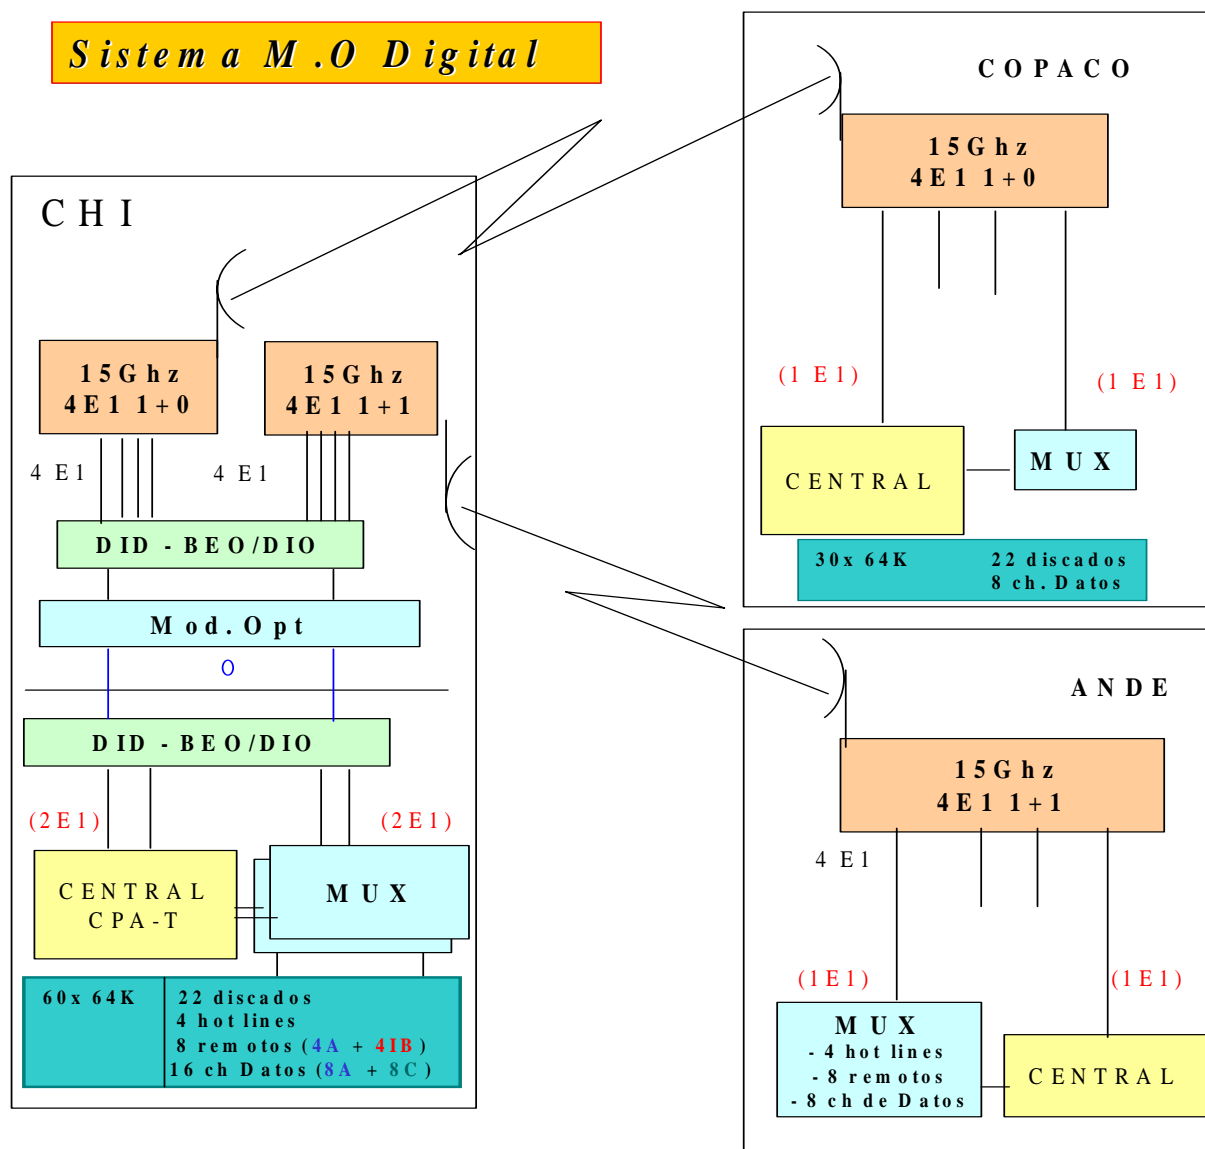 Sistema M.O Digital
CHI
15Ghz
4E1 1+0
15Ghz
4E1 1+1
4 E1
4 E1
DID - BEO/DIO
Mod.Opt
O
DID - BEO/DIO
(2E1)
(2E1)
CENTRAL
CPA-T
MUX
60x 64K
22 discados
4 hot lines
8 remotos (4A + 4IB)
16 ch Datos (8A + 8C)
COPACO
15Ghz
4E1 1+0
(1 E1)
(1 E1)
CENTRAL
MUX
30x 64K
22 discados
8 ch. Datos
ANDE
15Ghz
4E1 1+1
4 E1
(1E1)
(1E1)
MUX
- 4 hot lines
- 8 remotos
- 8 ch de Datos
CENTRAL